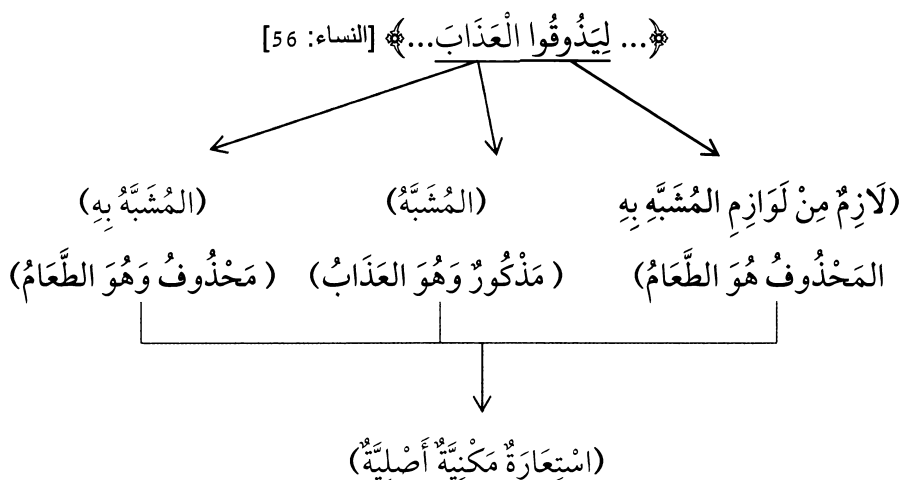 ﴿... لِيَذُوقُوا الْعَذَابَ...﴾ [النساء: 56]
(لَازِمٌ مِنْ لَوَازِمِ المُشَبَّهِ بِهِ
المَحْذُوفُ هُوَ الطَّعَامُ)
(المُشَبَّهُ)
(مَذْكُورٌ وَهُوَ العَذَابُ)
(المُشَبَّهُ بِهِ)
(مَحْذُوفُ وَهُوَ الطَّعَامُ)
(اسْتِعَارَةٌ مَكْنِيَّةٌ أَصْلِيَّةٌ)